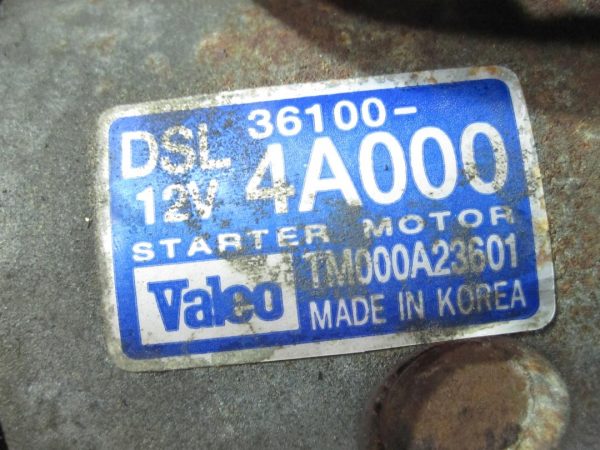 DSL 36100-
12V 4A000
STARTER MOTOR
Valeo TM000A23601
MADE IN KOREA